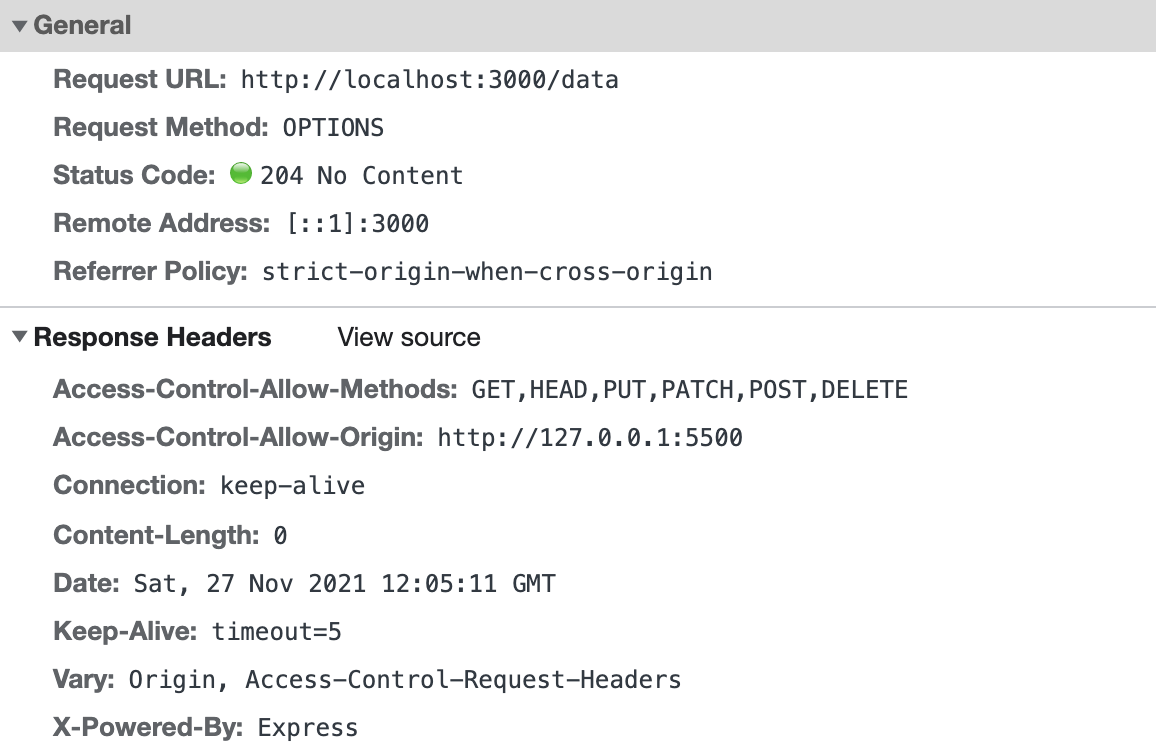 General
Request URL: http://localhost:3000/data
Request Method: OPTIONS
Status Code: 204 No Content
Remote Address: [::1]:3000
Referrer Policy: strict-origin-when-cross-origin
Response Headers View source
Access-Control-Allow-Methods: GET,HEAD,PUT,PATCH,POST,DELETE
Access-Control-Allow-Origin: http://127.0.0.1:5500
Connection: keep-alive
Content-Length: 0
Date: Sat, 27 Nov 2021 12:05:11 GMT
Keep-Alive: timeout=5
Vary: Origin, Access-Control-Request-Headers
X-Powered-By: Express